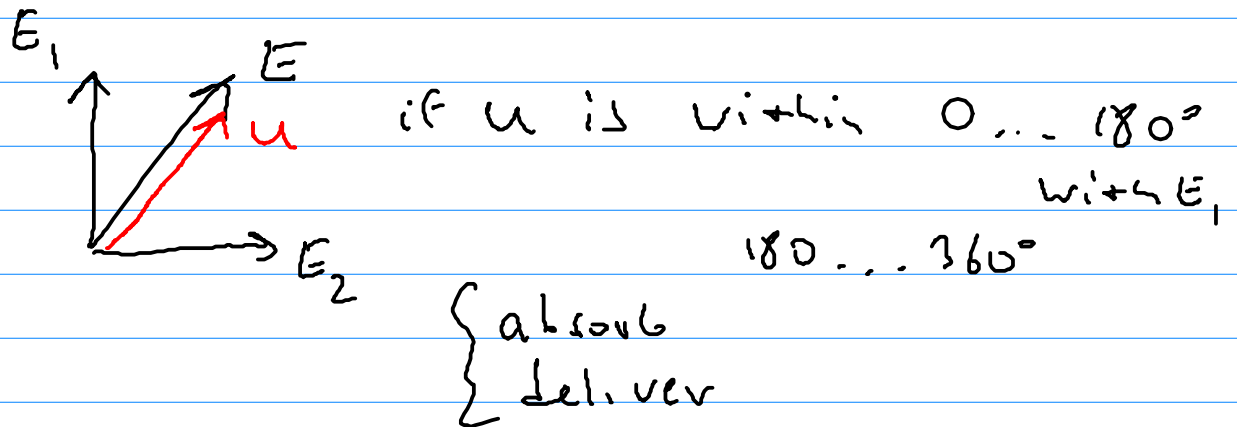 E₁
E
u
if u is within 0 ... 180°
with E₁
E₂
180 ... 360°
{ absorb
deliver